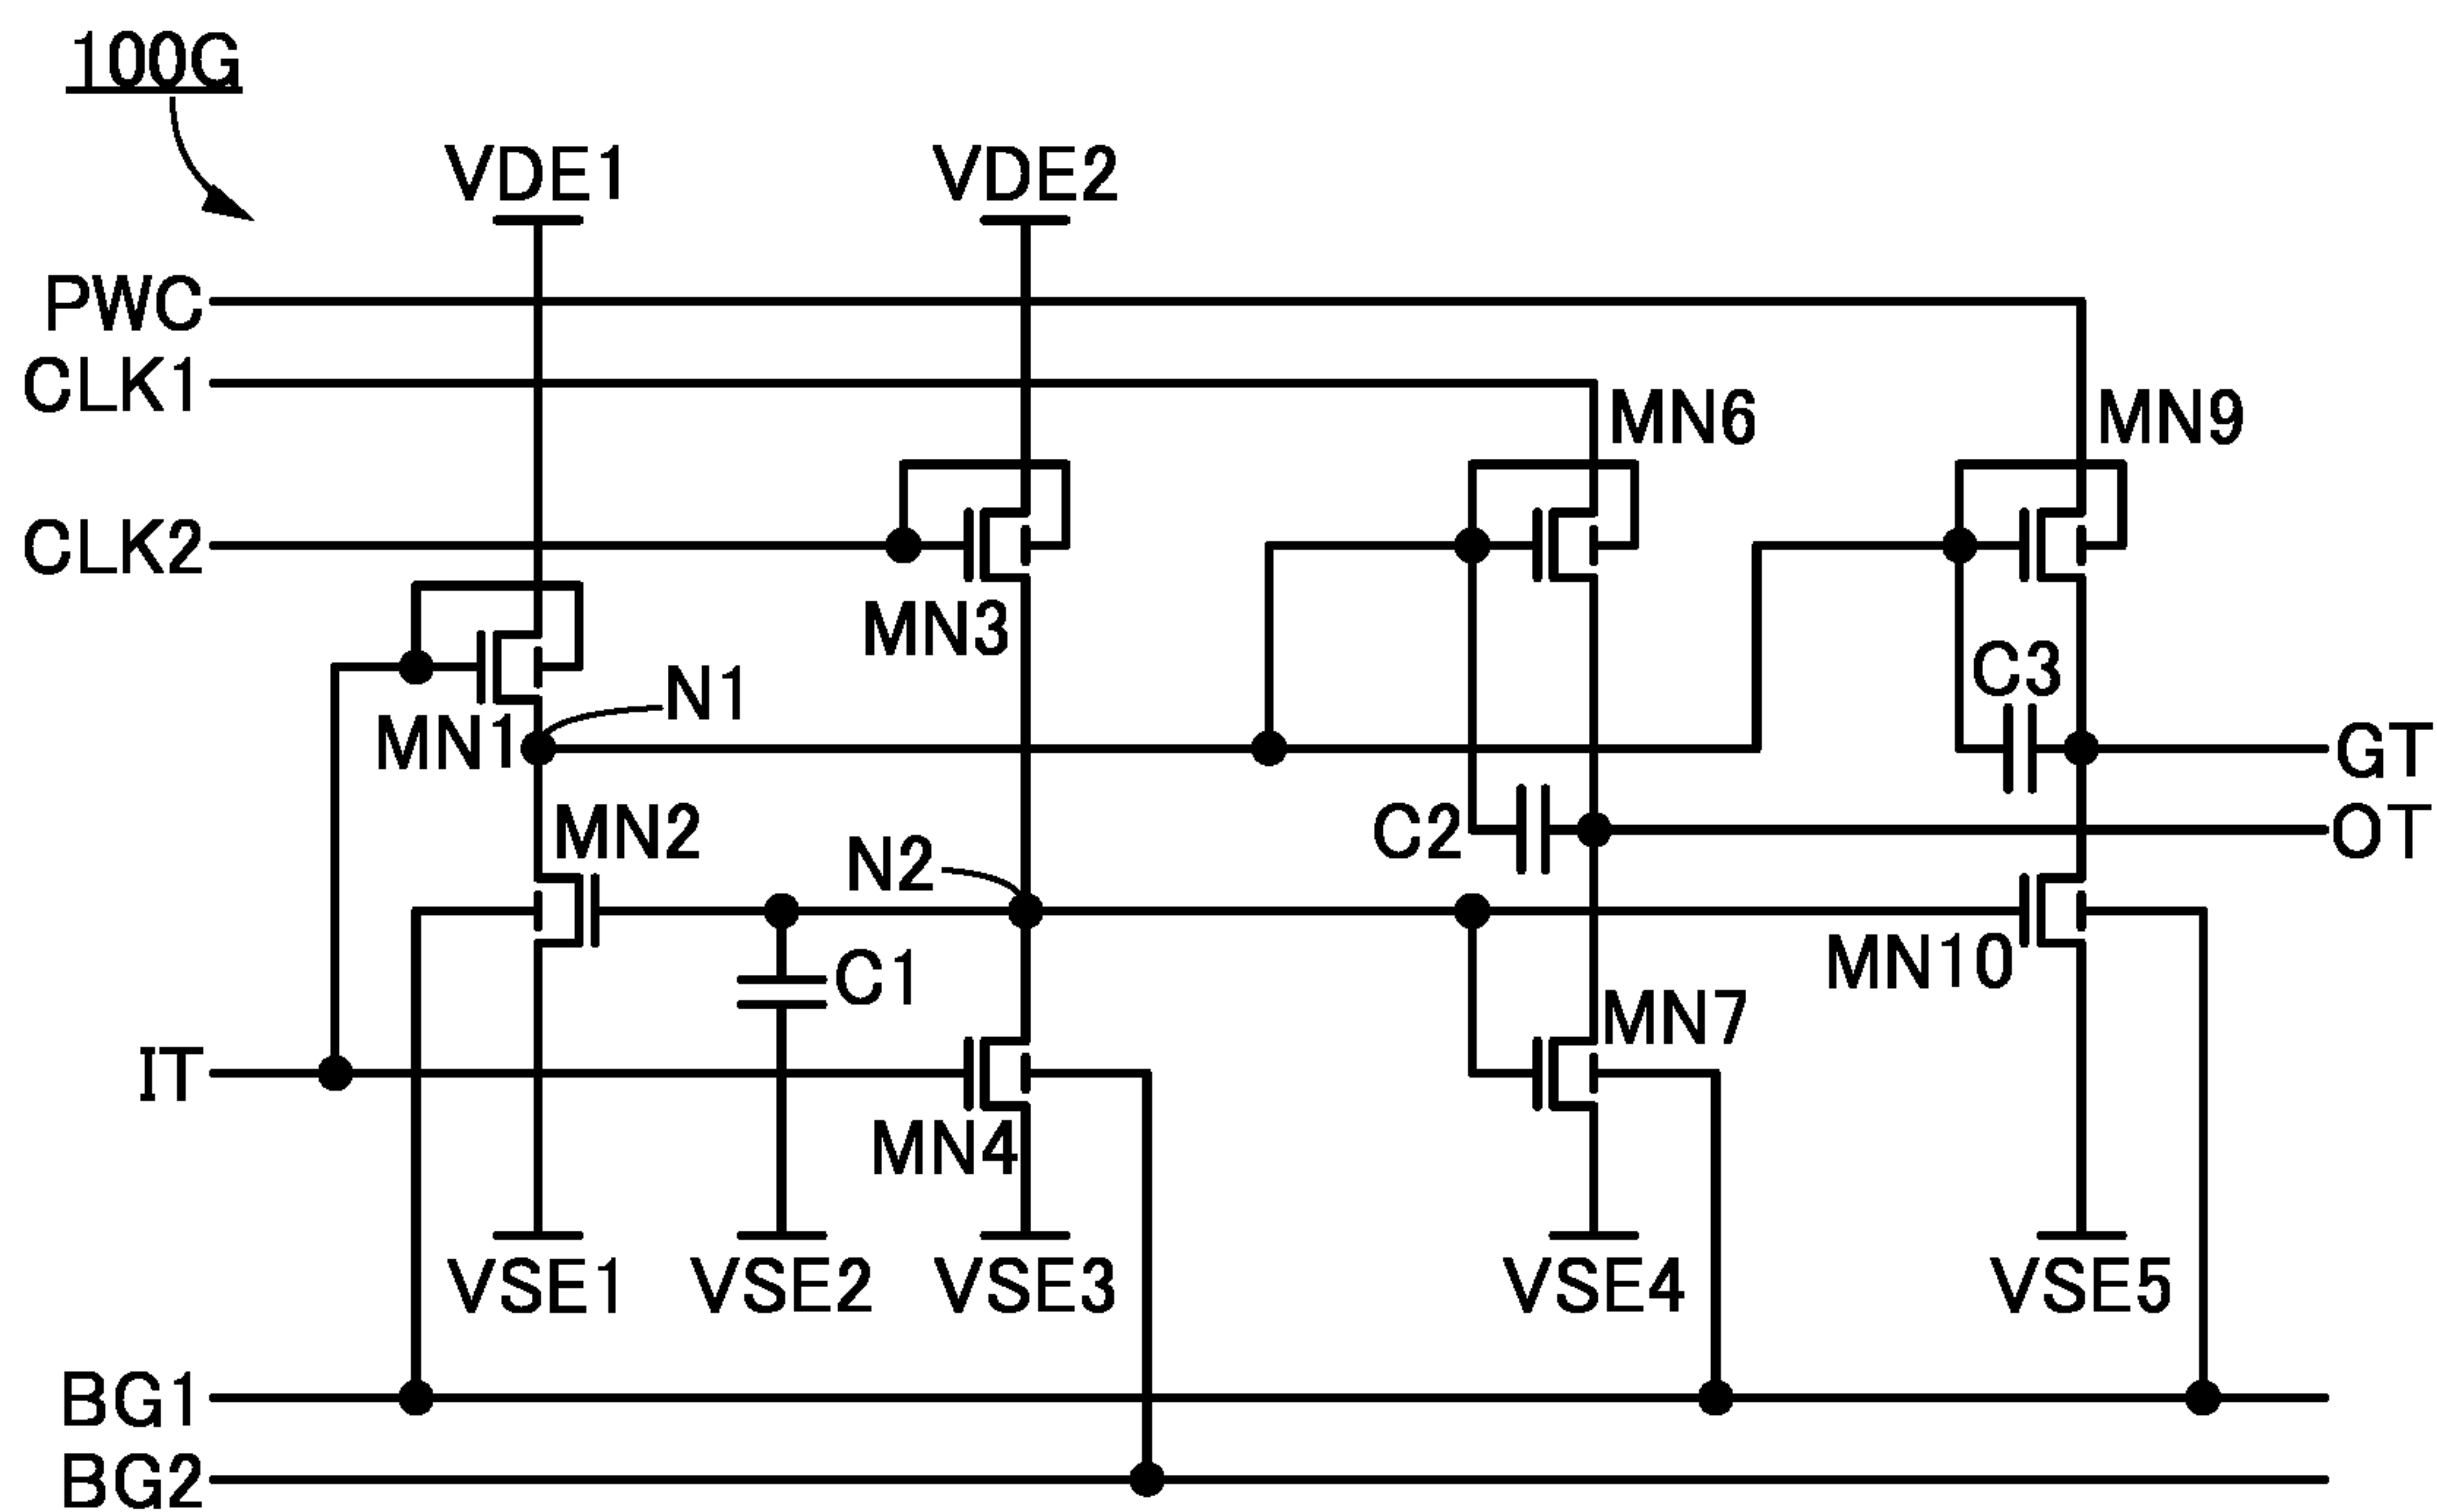 100G
VDE1
VDE2
PWC
CLK1
MN6
MN9
CLK2
MN3
C3
N1
MN1
GT
MN2
C2
OT
N2
C1
MN10
MN7
IT
MN4
VSE1
VSE2
VSE3
VSE4
VSE5
BG1
BG2